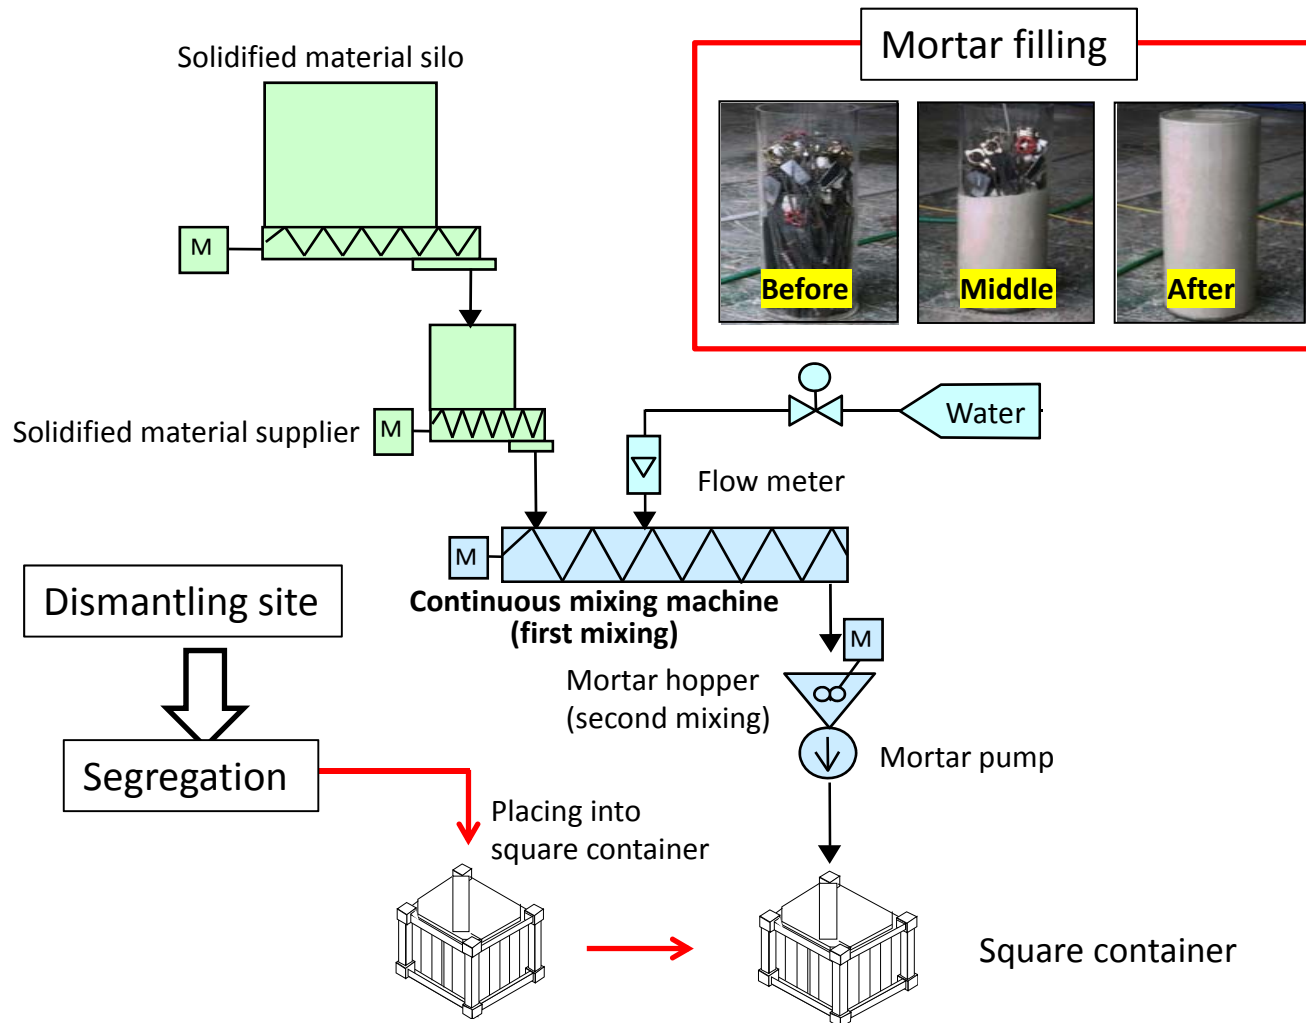 Mortar filling
Solidified material silo
Before
Middle
After
M
Solidified material supplier
M
Water
Flow meter
M
Continuous mixing machine
(first mixing)
Dismantling site
M
Mortar hopper
(second mixing)
Segregation
Mortar pump
Placing into
square container
Square container